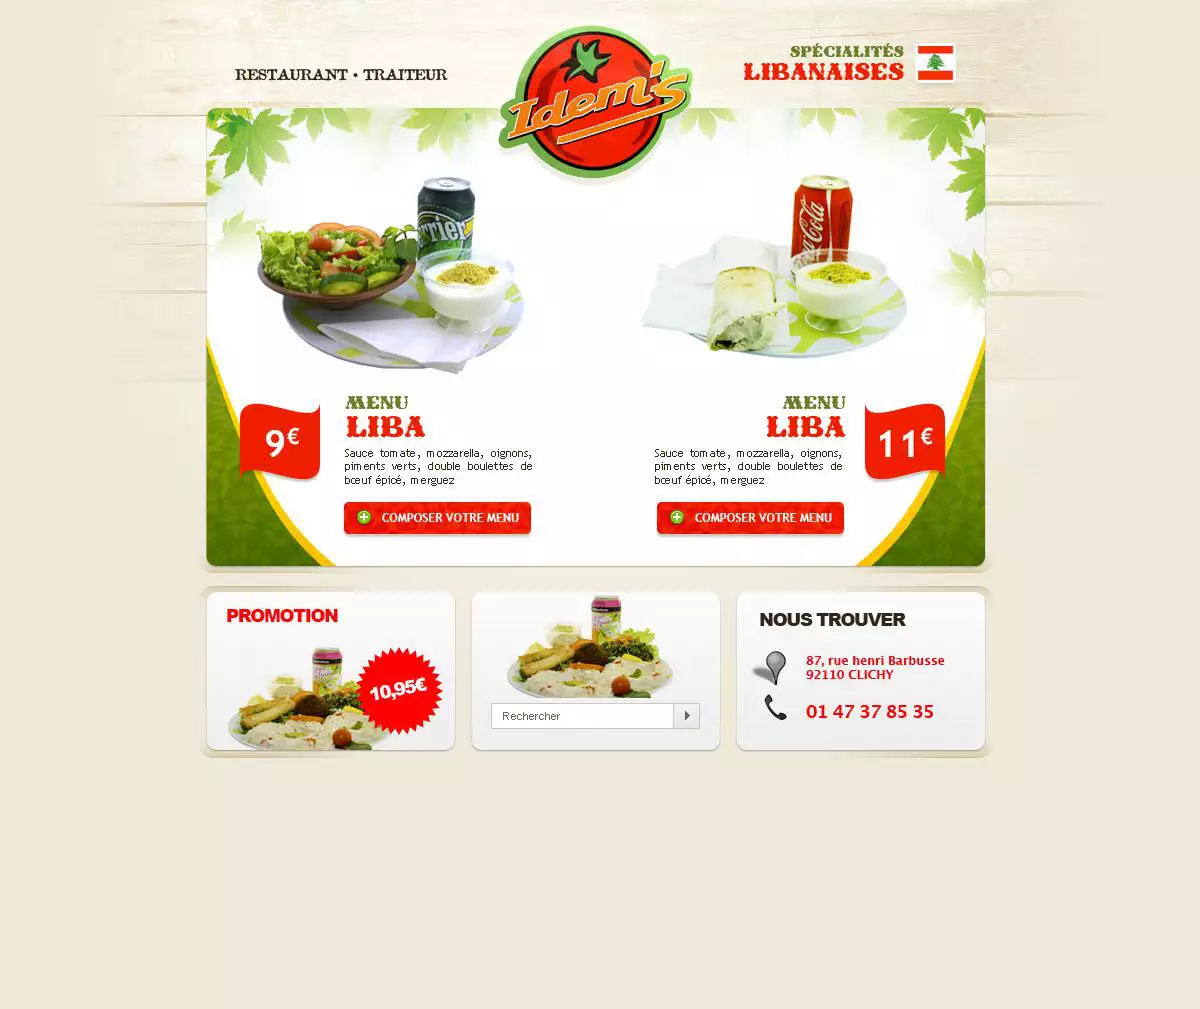 RESTAURANT • TRAITEUR
Idem's
SPÉCIALITÉS
LIBANAISES
Perrier
Coca-Cola
MENU
LIBA
9€
Sauce tomate, mozzarella, oignons,
piments verts, double boulettes de
bœuf épicé, merguez
COMPOSER VOTRE MENU
MENU
LIBA
11€
Sauce tomate, mozzarella, oignons,
piments verts, double boulettes de
bœuf épicé, merguez
COMPOSER VOTRE MENU
PROMOTION
10,95€
Rechercher
NOUS TROUVER
87, rue henri Barbusse
92110 CLICHY
01 47 37 85 35